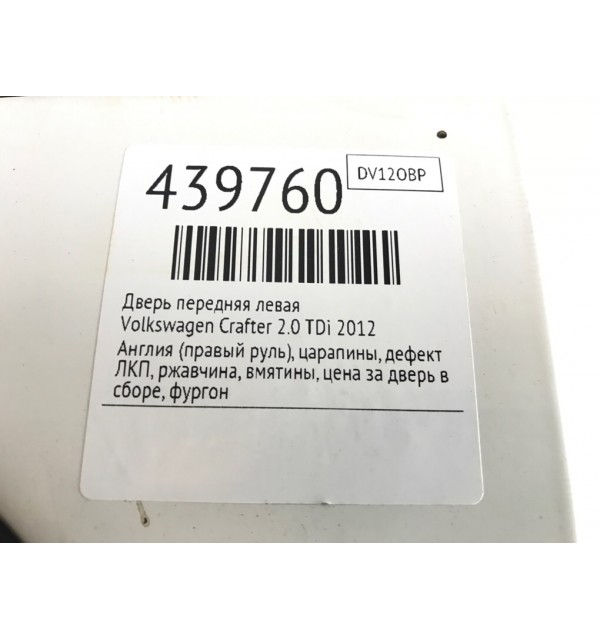 439760
DV12OBP
Дверь передняя левая
Volkswagen Crafter 2.0 TDi 2012
Англия (правый руль), царапины, дефект
ЛКП, ржавчина, вмятины, цена за дверь в
сборе, фургон